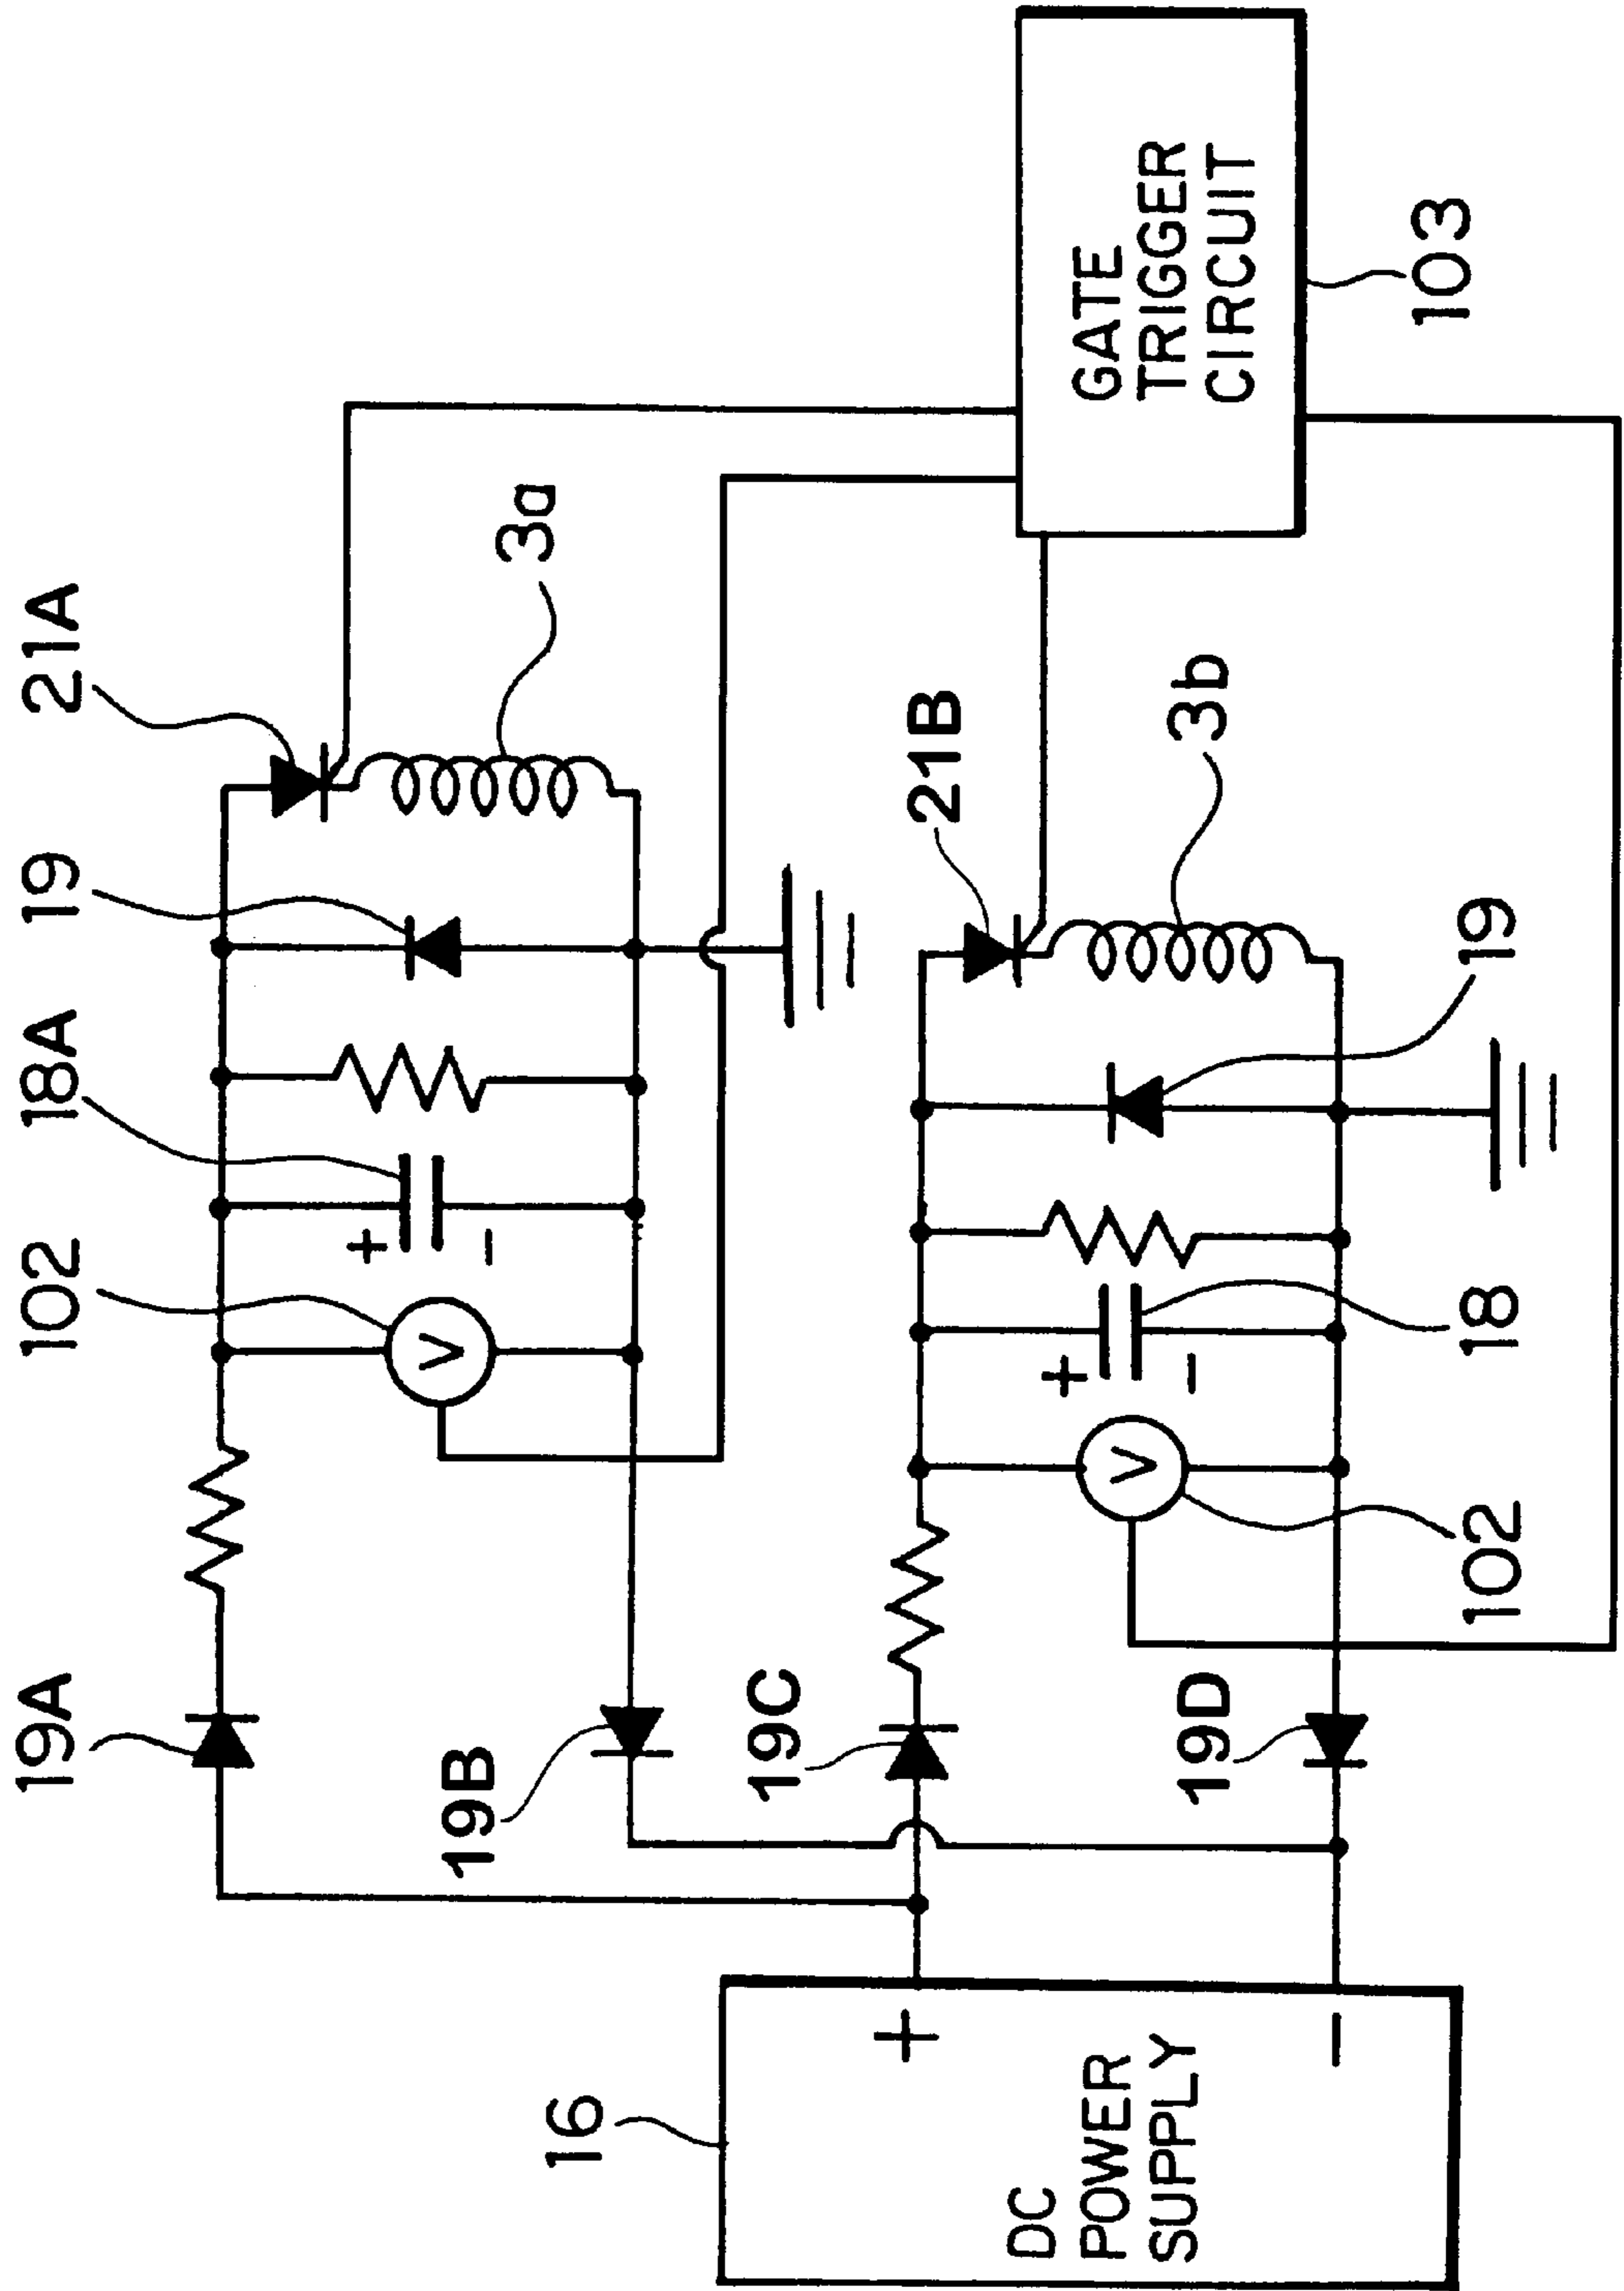 19A
102
18A
19
21A
19B
3a
16
19C
21B
+
-
V
DC
POWER
SUPPLY
+
-
19D
102
V
+
-
18
19
3b
GATE
TRIGGER
CIRCUIT
103